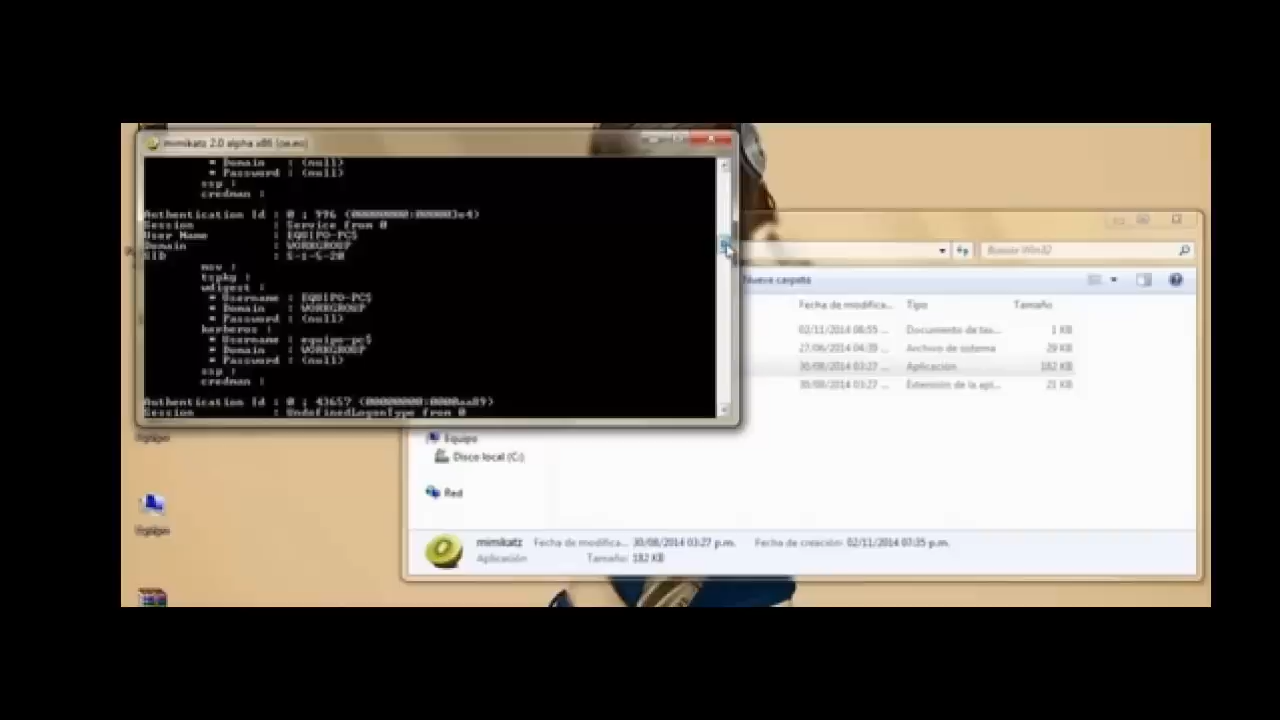 mimikatz 2.0 alpha x86 (oe.eo)
* Domain : (null)
* Password : (null)
ssp :
credman :
Authentication Id : 0 ; 996 (00000000:000003e4)
Session : Service from 0
User Name : EQUIPO-PC$
Domain : WORKGROUP
SID : S-1-5-20
msv :
tspkg :
wdigest :
* Username : EQUIPO-PC$
* Domain : WORKGROUP
* Password : (null)
kerberos :
* Username : equipo-pc$
* Domain : WORKGROUP
* Password : (null)
ssp :
credman :
Authentication Id : 0 ; 43657 (00000000:0000aa89)
Session : UndefinedLogonType from 0
Buscar Win32
Nueva carpeta
Fecha de modifica... Tipo Tamaño
02/11/2014 08:55 ... Documento de tex... 1 KB
27/06/2014 04:39 ... Archivo de sistema 29 KB
30/08/2014 03:27 ... Aplicación 182 KB
30/08/2014 03:27 ... Extensión de la apl... 21 KB
Equipo
Disco local (C:)
Red
mimikatz Fecha de modifica... 30/08/2014 03:27 p.m. Fecha de creación: 02/11/2014 07:35 p.m.
Aplicación Tamaño: 182 KB
Equipo